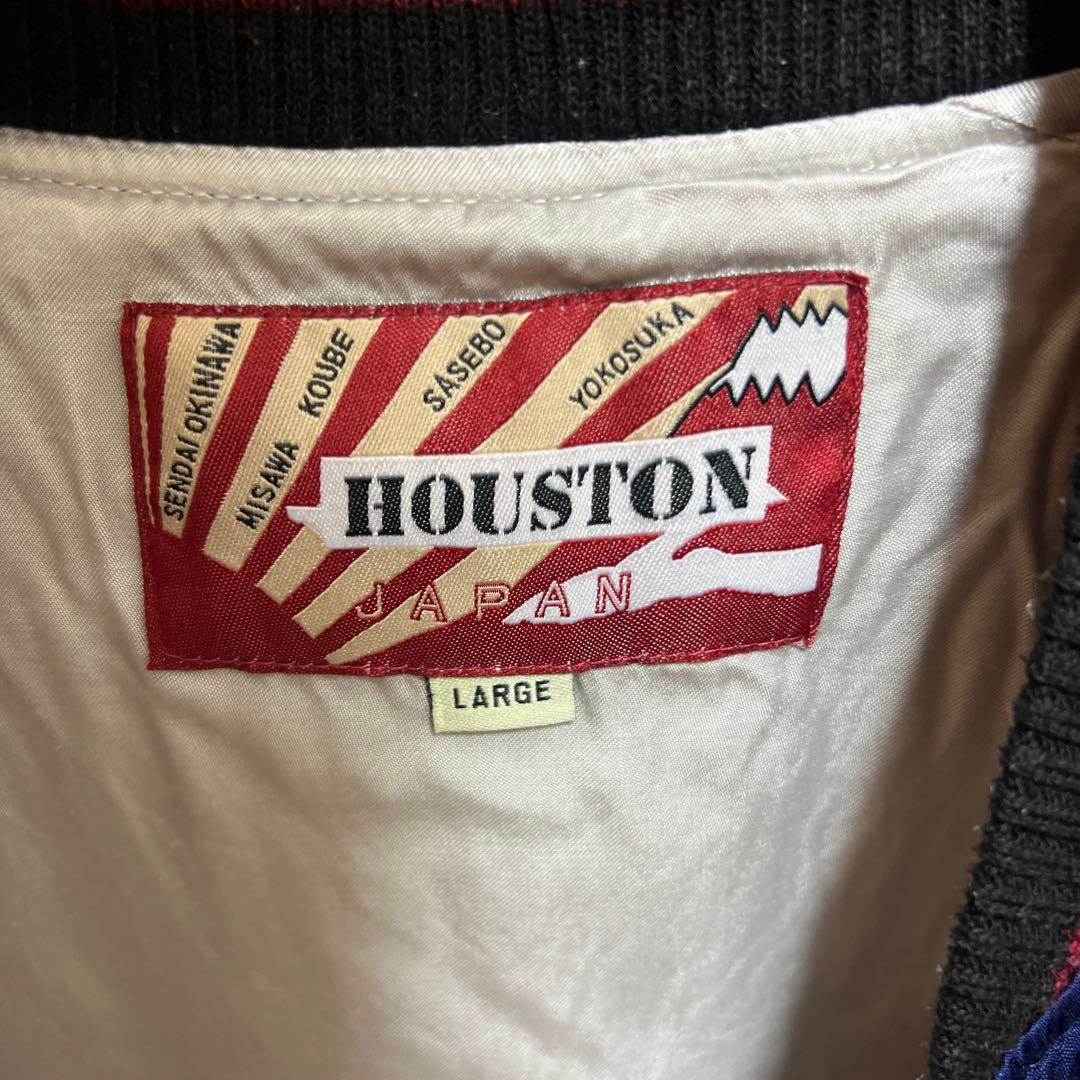 SENDAI OKINAWA
MISAWA KOUBE
SASEBO
YOKOSUKA
HOUSTON
JAPAN
LARGE